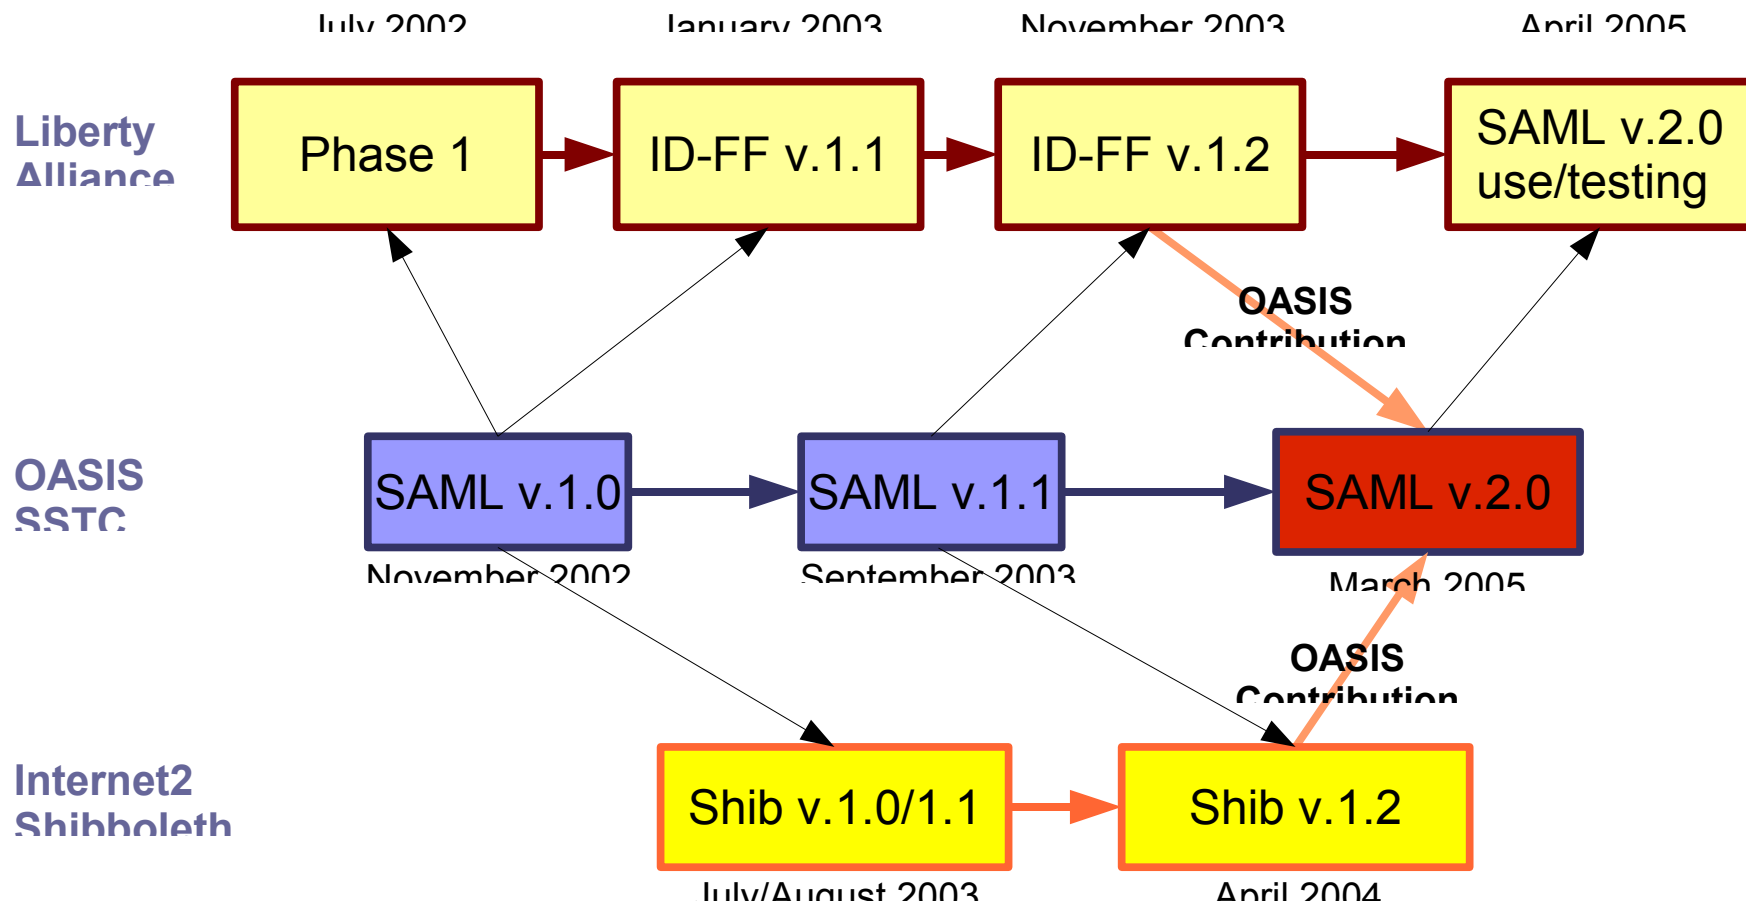 July 2002
January 2003
November 2003
April 2005
Liberty
Alliance
Phase 1
ID-FF v.1.1
ID-FF v.1.2
SAML v.2.0
use/testing
OASIS
Contribution
OASIS
SSTC
SAML v.1.0
SAML v.1.1
SAML v.2.0
November 2002
September 2003
March 2005
OASIS
Contribution
Internet2
Shibboleth
Shib v.1.0/1.1
Shib v.1.2
July/August 2003
April 2004